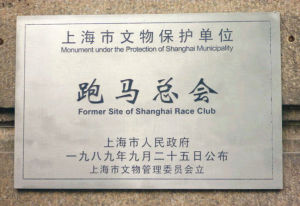 上海市文物保护单位
Monument under the Protection of Shanghai Municipality
跑马总会
Former Site of Shanghai Race Club
上海市人民政府
一九八九年九月二十五日公布
上海市文物管理委员会立